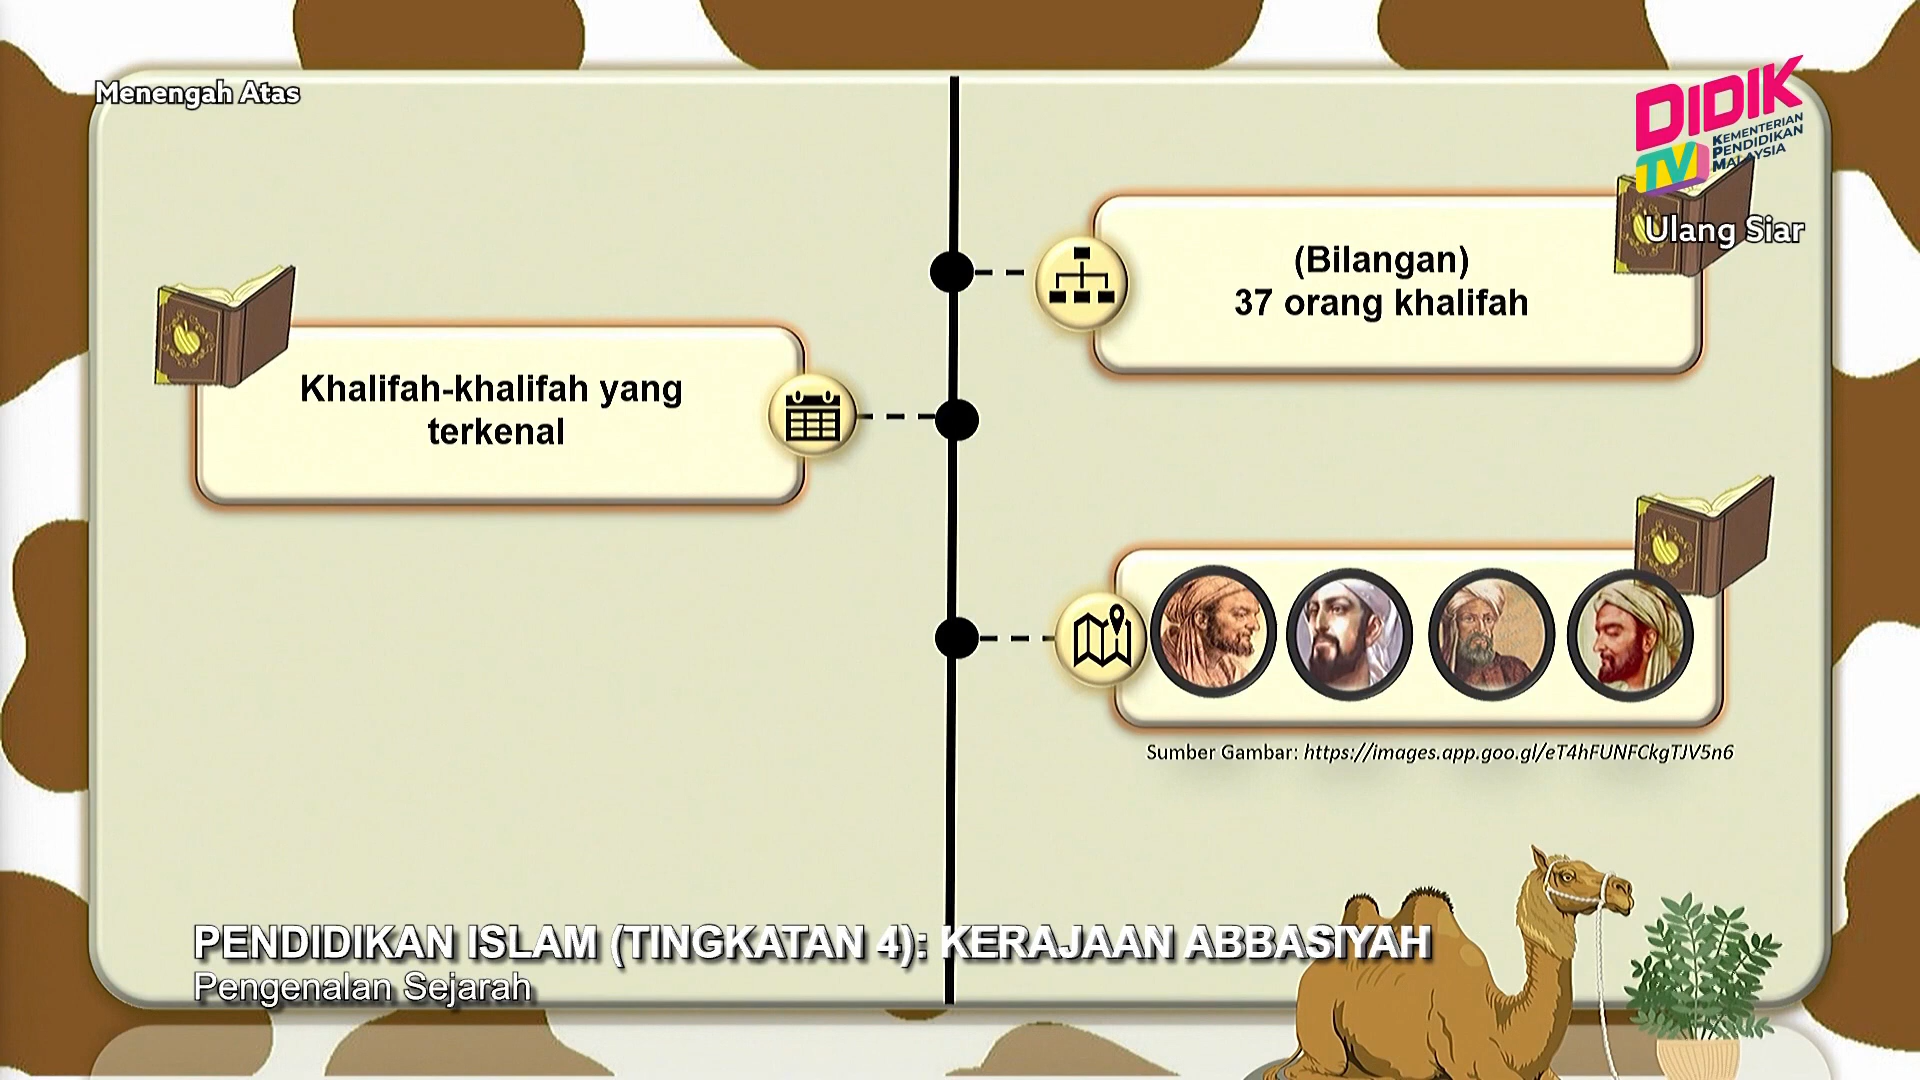 Menengah Atas
DIDIK
TV
KEMENTERIAN
PENDIDIKAN
MALAYSIA
Ulang Siar
(Bilangan)
37 orang khalifah
Khalifah-khalifah yang
terkenal
Sumber Gambar: https://images.app.goo.gl/eT4hFUNFCkgTJV5n6
PENDIDIKAN ISLAM (TINGKATAN 4): KERAJAAN ABBASIYAH
Pengenalan Sejarah